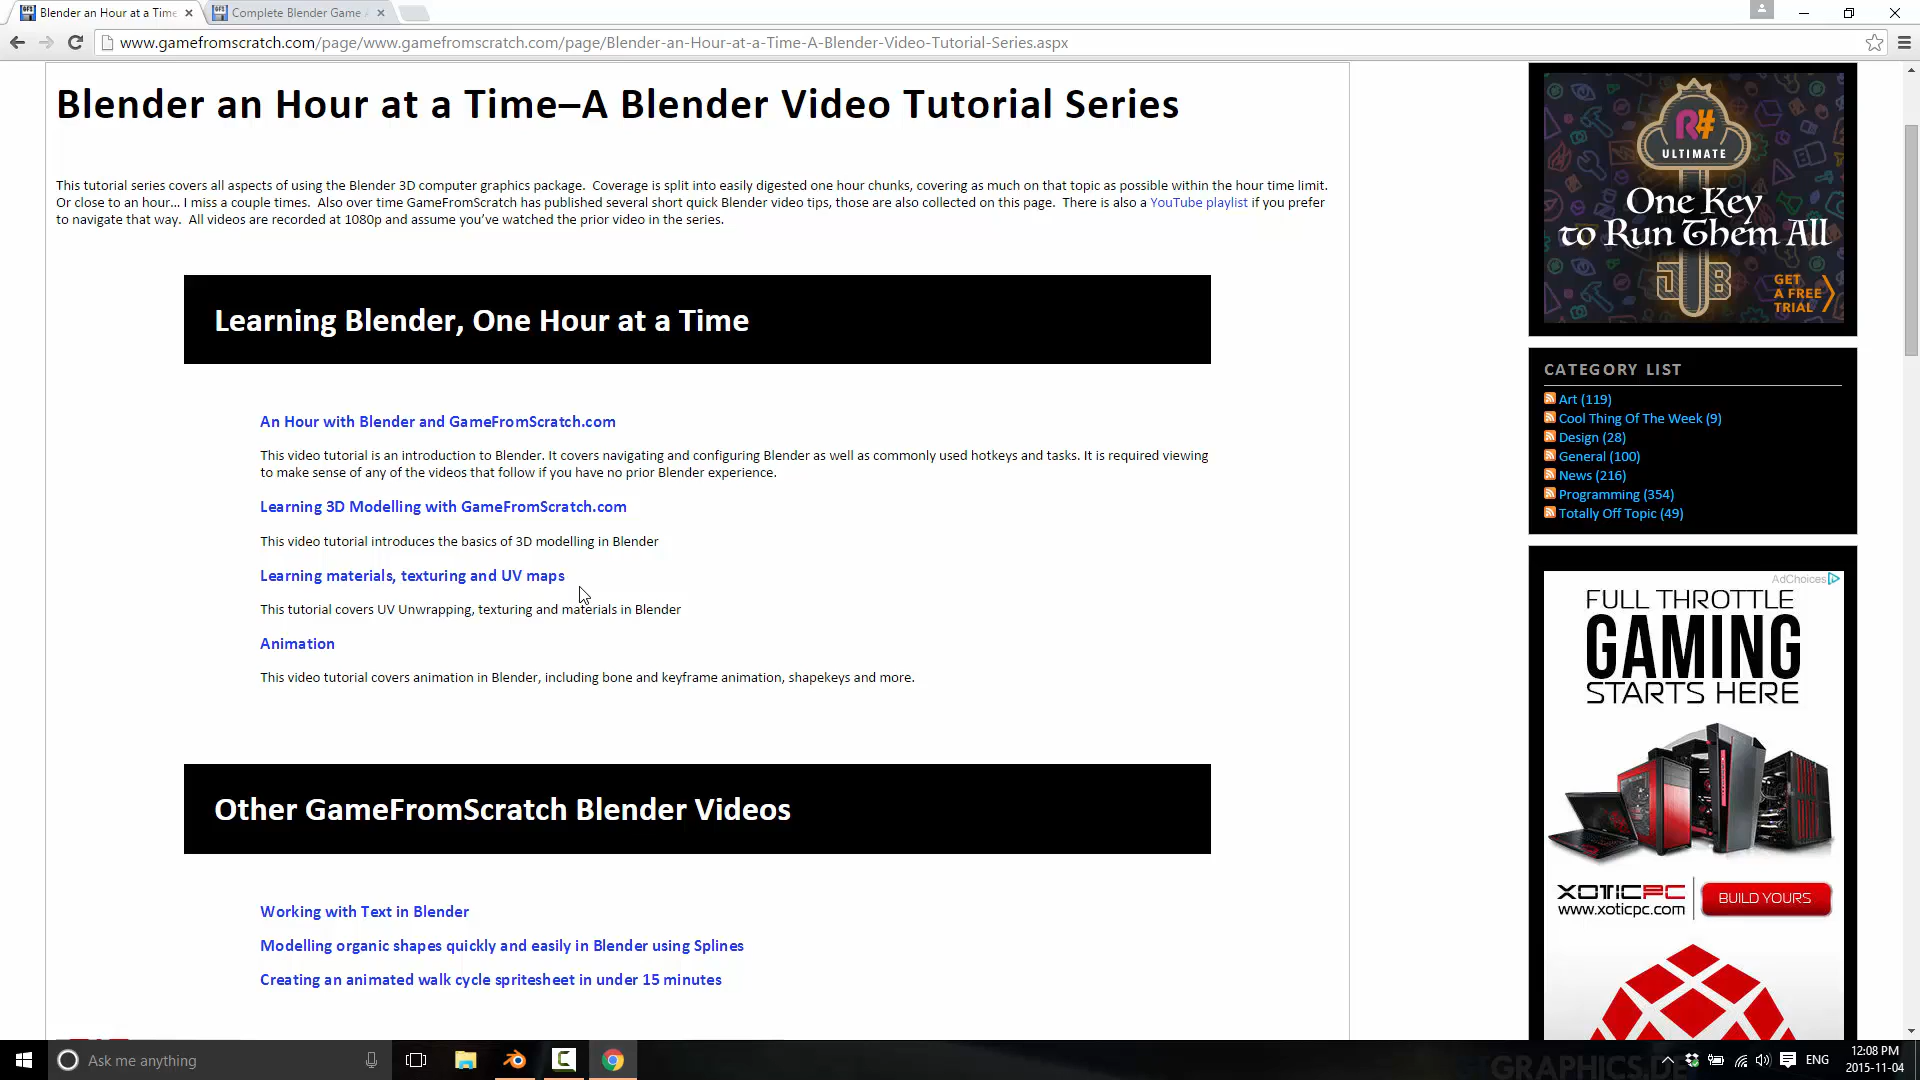 Blender an Hour at a Time
Complete Blender Game
www.gamefromscratch.com/page/www.gamefromscratch.com/page/Blender-an-Hour-at-a-Time-A-Blender-Video-Tutorial-Series.aspx
Blender an Hour at a Time–A Blender Video Tutorial Series
This tutorial series covers all aspects of using the Blender 3D computer graphics package.  Coverage is split into easily digested one hour chunks, covering as much on that topic as possible within the hour time limit.
Or close to an hour... I miss a couple times.  Also over time GameFromScratch has published several short quick Blender video tips, those are also collected on this page.  There is also a YouTube playlist if you prefer
to navigate that way.  All videos are recorded at 1080p and assume you've watched the prior video in the series.
Learning Blender, One Hour at a Time
An Hour with Blender and GameFromScratch.com
This video tutorial is an introduction to Blender. It covers navigating and configuring Blender as well as commonly used hotkeys and tasks. It is required viewing
to make sense of any of the videos that follow if you have no prior Blender experience.
Learning 3D Modelling with GameFromScratch.com
This video tutorial introduces the basics of 3D modelling in Blender
Learning materials, texturing and UV maps
This tutorial covers UV Unwrapping, texturing and materials in Blender
Animation
This video tutorial covers animation in Blender, including bone and keyframe animation, shapekeys and more.
Other GameFromScratch Blender Videos
Working with Text in Blender
Modelling organic shapes quickly and easily in Blender using Splines
Creating an animated walk cycle spritesheet in under 15 minutes
R#
ULTIMATE
One Key
to Run Them All
JB
GET
A FREE
TRIAL
CATEGORY LIST
Art (119)
Cool Thing Of The Week (9)
Design (28)
General (100)
News (216)
Programming (354)
Totally Off Topic (49)
AdChoices
FULL THROTTLE
GAMING
STARTS HERE
XOTICPC
www.xoticpc.com
BUILD YOURS
Ask me anything
ENG
12:08 PM
2015-11-04